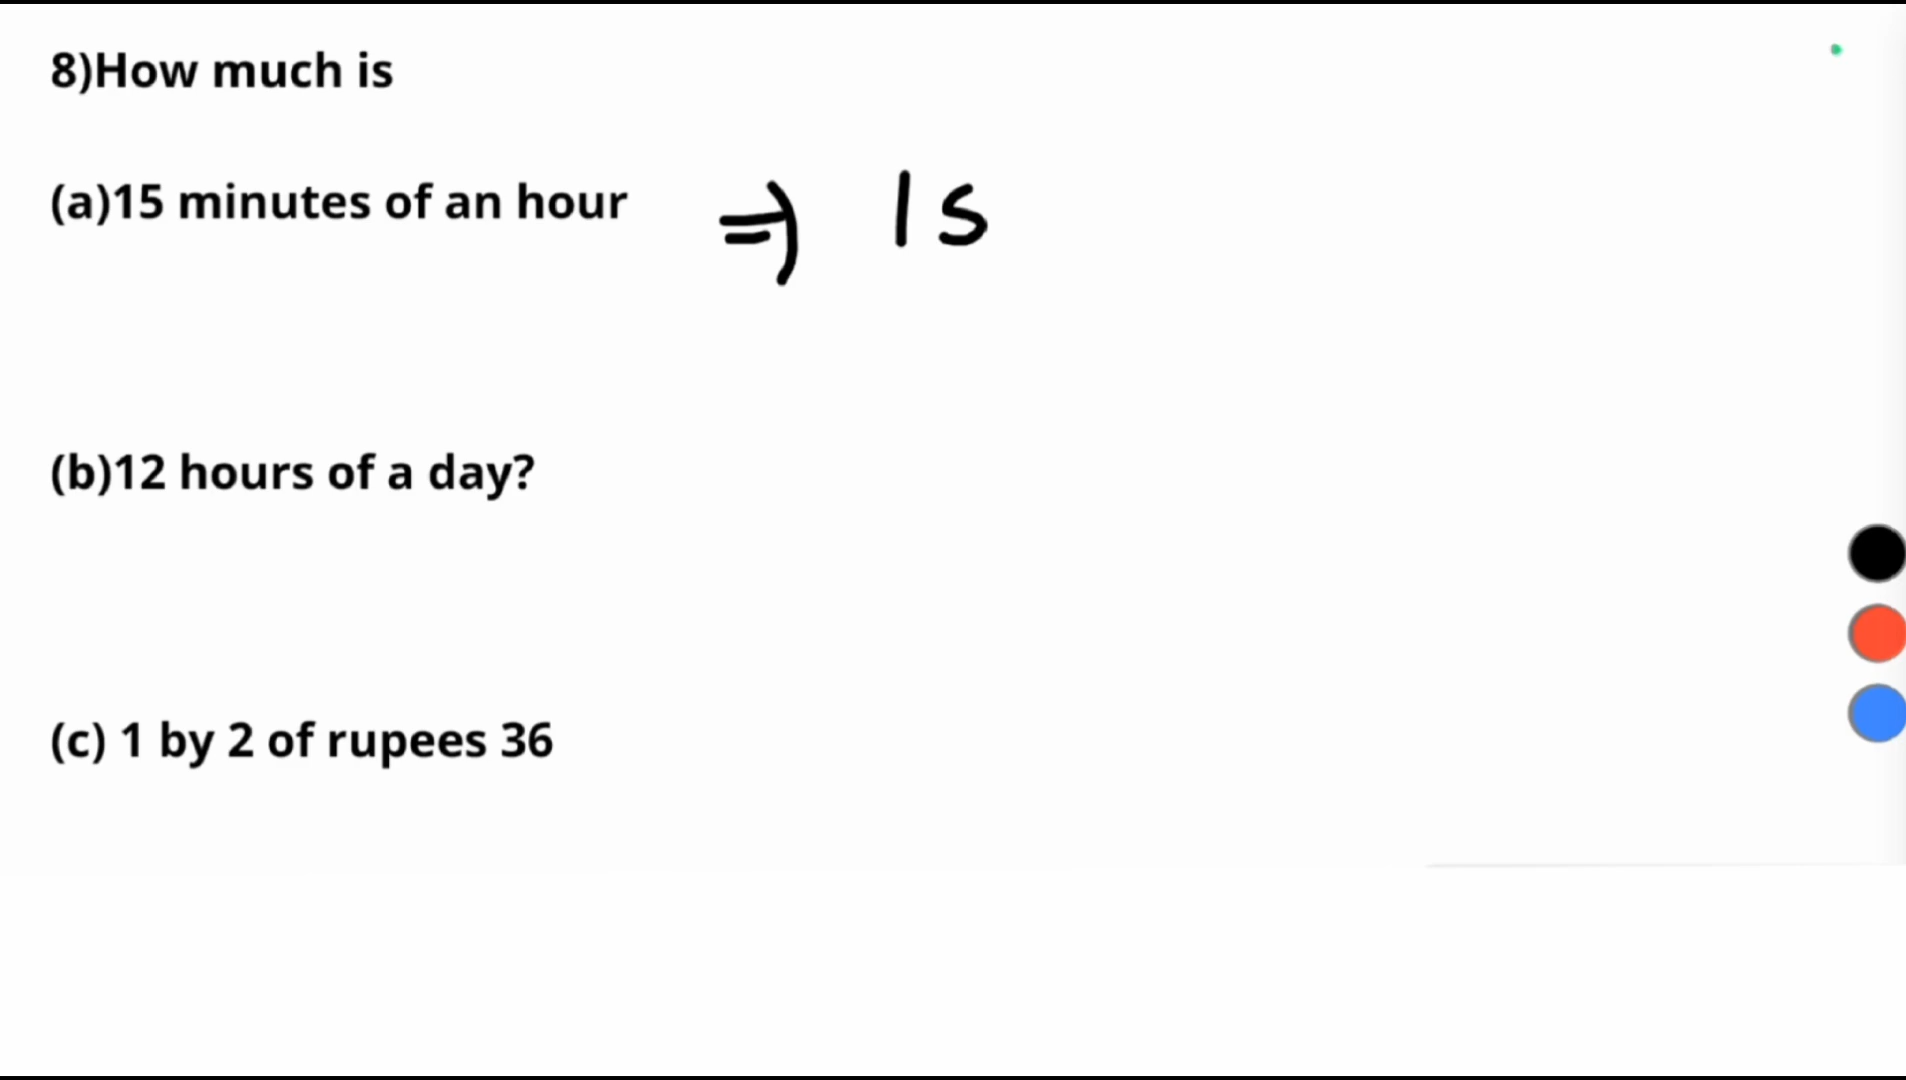 8)How much is
(a)15 minutes of an hour => 15
(b)12 hours of a day?
(c) 1 by 2 of rupees 36